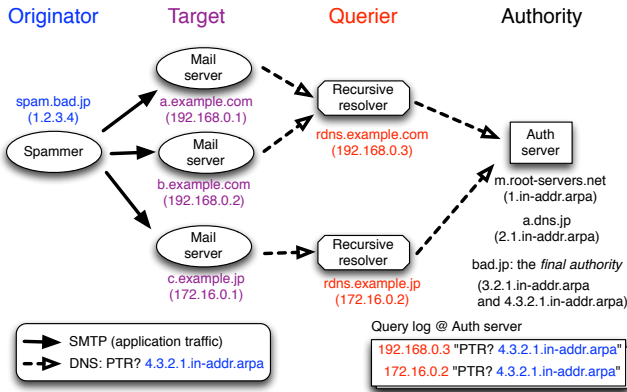 Originator
Target
Querier
Authority
spam.bad.jp
(1.2.3.4)
Spammer
Mail
server
a.example.com
(192.168.0.1)
Mail
server
b.example.com
(192.168.0.2)
Mail
server
c.example.jp
(172.16.0.1)
Recursive
resolver
rdns.example.com
(192.168.0.3)
Recursive
resolver
rdns.example.jp
(172.16.0.2)
Auth
server
m.root-servers.net
(1.in-addr.arpa)
a.dns.jp
(2.1.in-addr.arpa)
bad.jp: the final authority
(3.2.1.in-addr.arpa
and 4.3.2.1.in-addr.arpa)
SMTP (application traffic)
DNS: PTR? 4.3.2.1.in-addr.arpa
Query log @ Auth server
192.168.0.3 "PTR? 4.3.2.1.in-addr.arpa"
172.16.0.2 "PTR? 4.3.2.1.in-addr.arpa"